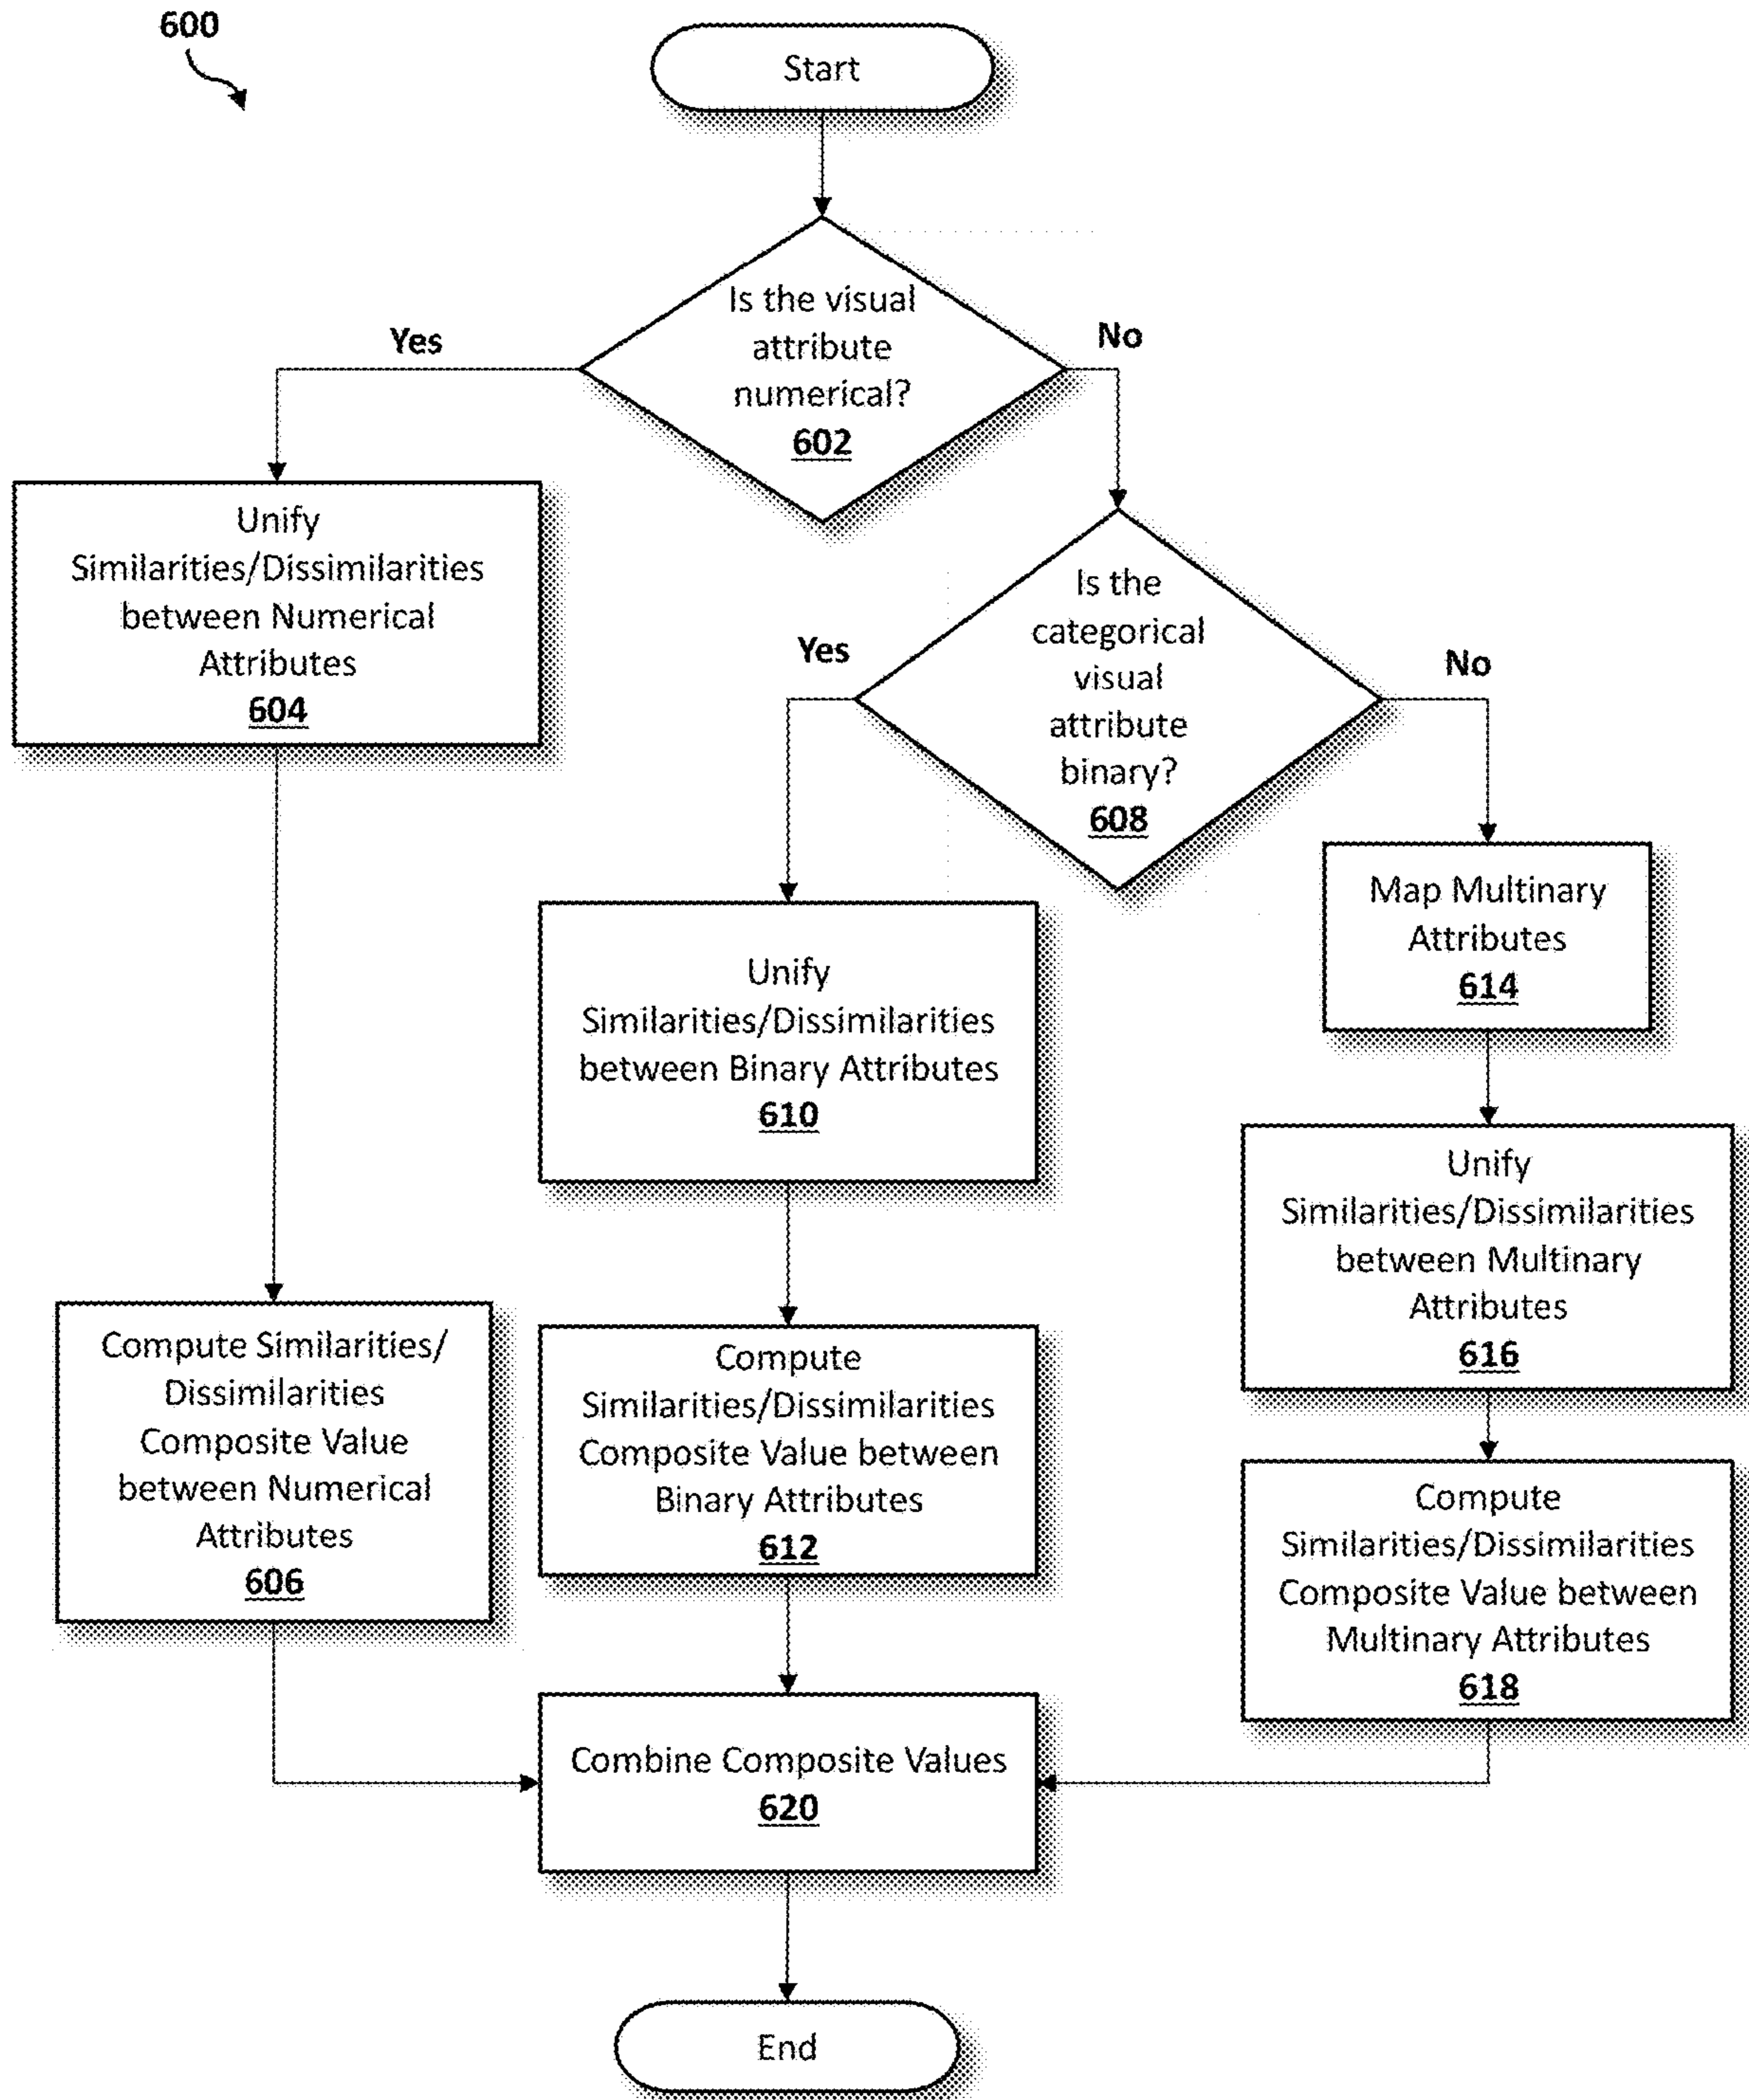 600
Start
Is the visual
attribute
numerical?
602
Yes
No
Unify
Similarities/Dissimilarities
between Numerical
Attributes
604
Is the
categorical
visual
attribute
binary?
608
Yes
No
Map Multinary
Attributes
614
Unify
Similarities/Dissimilarities
between Binary Attributes
610
Unify
Similarities/Dissimilarities
between Multinary
Attributes
616
Compute Similarities/
Dissimilarities
Composite Value
between Numerical
Attributes
606
Compute
Similarities/Dissimilarities
Composite Value between
Binary Attributes
612
Compute
Similarities/Dissimilarities
Composite Value between
Multinary Attributes
618
Combine Composite Values
620
End